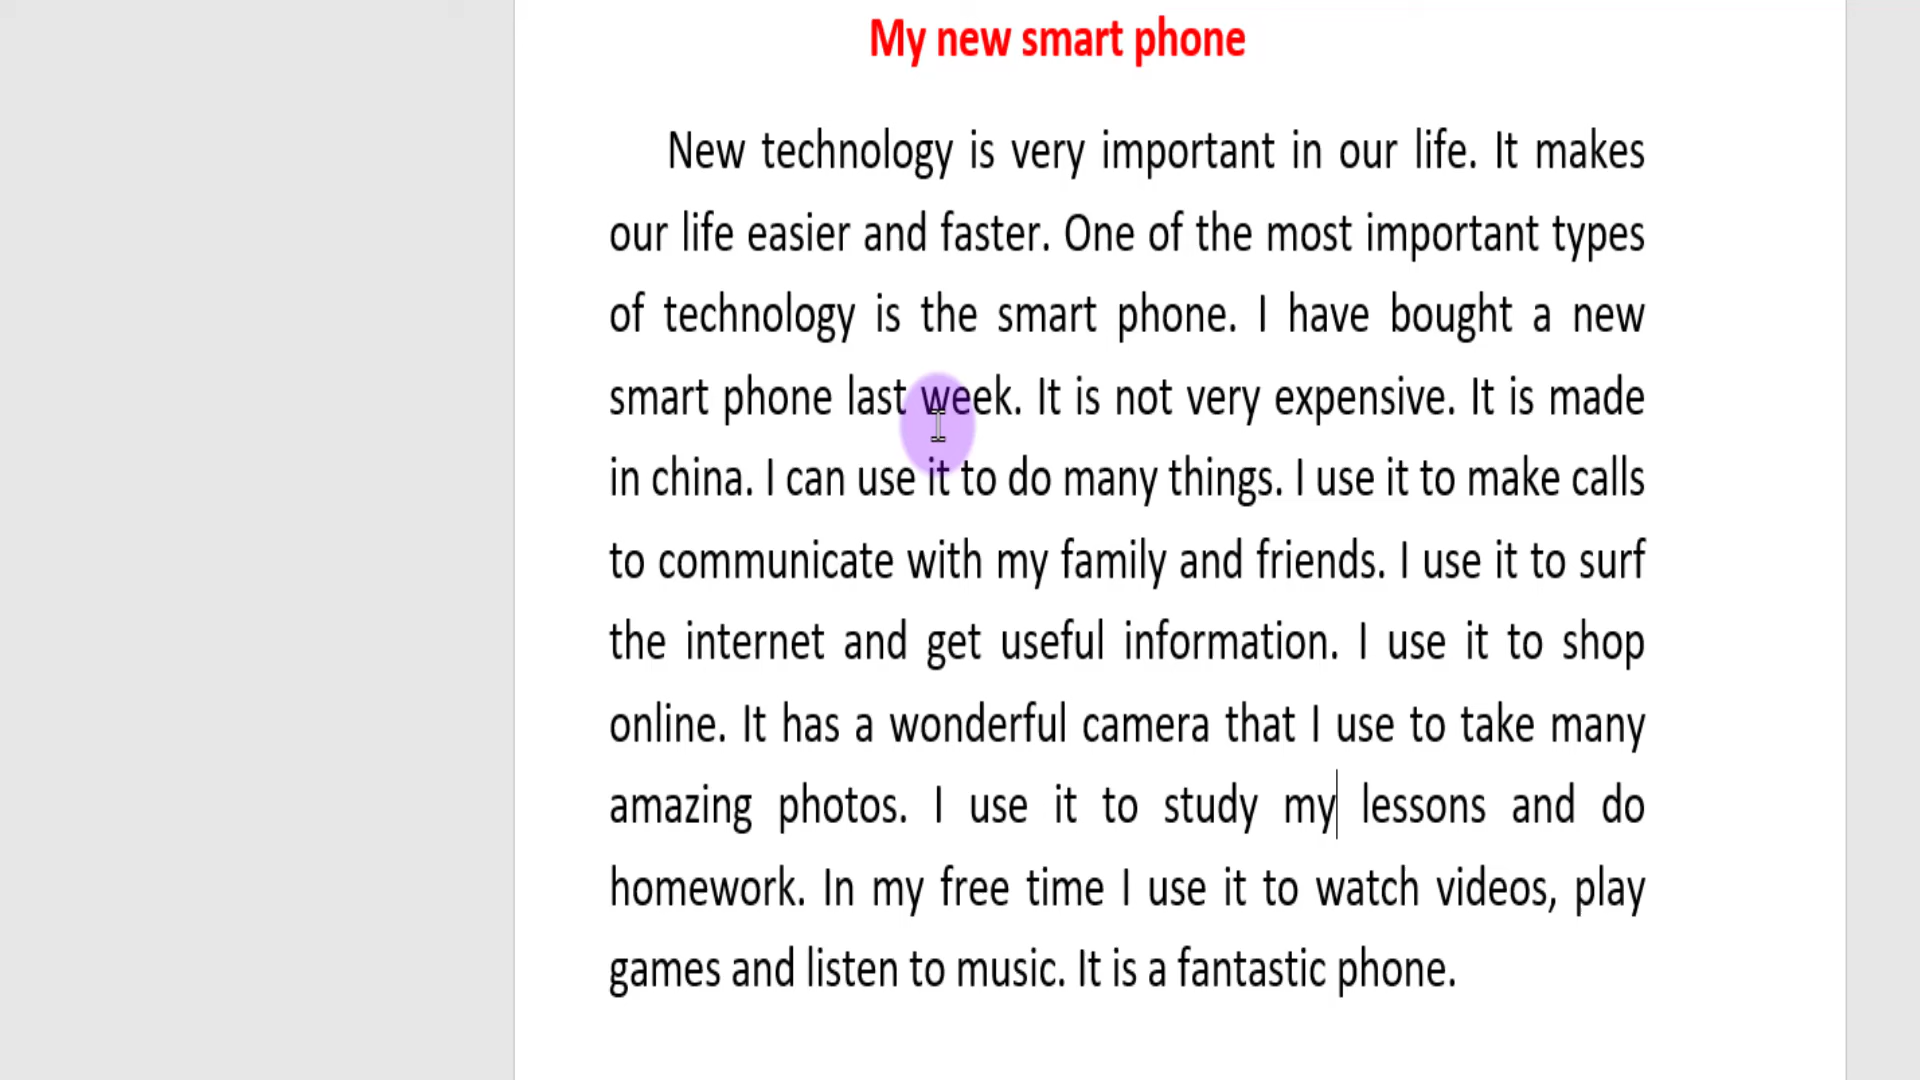 My new smart phone
New technology is very important in our life. It makes
our life easier and faster. One of the most important types
of technology is the smart phone. I have bought a new
smart phone last week. It is not very expensive. It is made
in china. I can use it to do many things. I use it to make calls
to communicate with my family and friends. I use it to surf
the internet and get useful information. I use it to shop
online. It has a wonderful camera that I use to take many
amazing photos. I use it to study my lessons and do
homework. In my free time I use it to watch videos, play
games and listen to music. It is a fantastic phone.